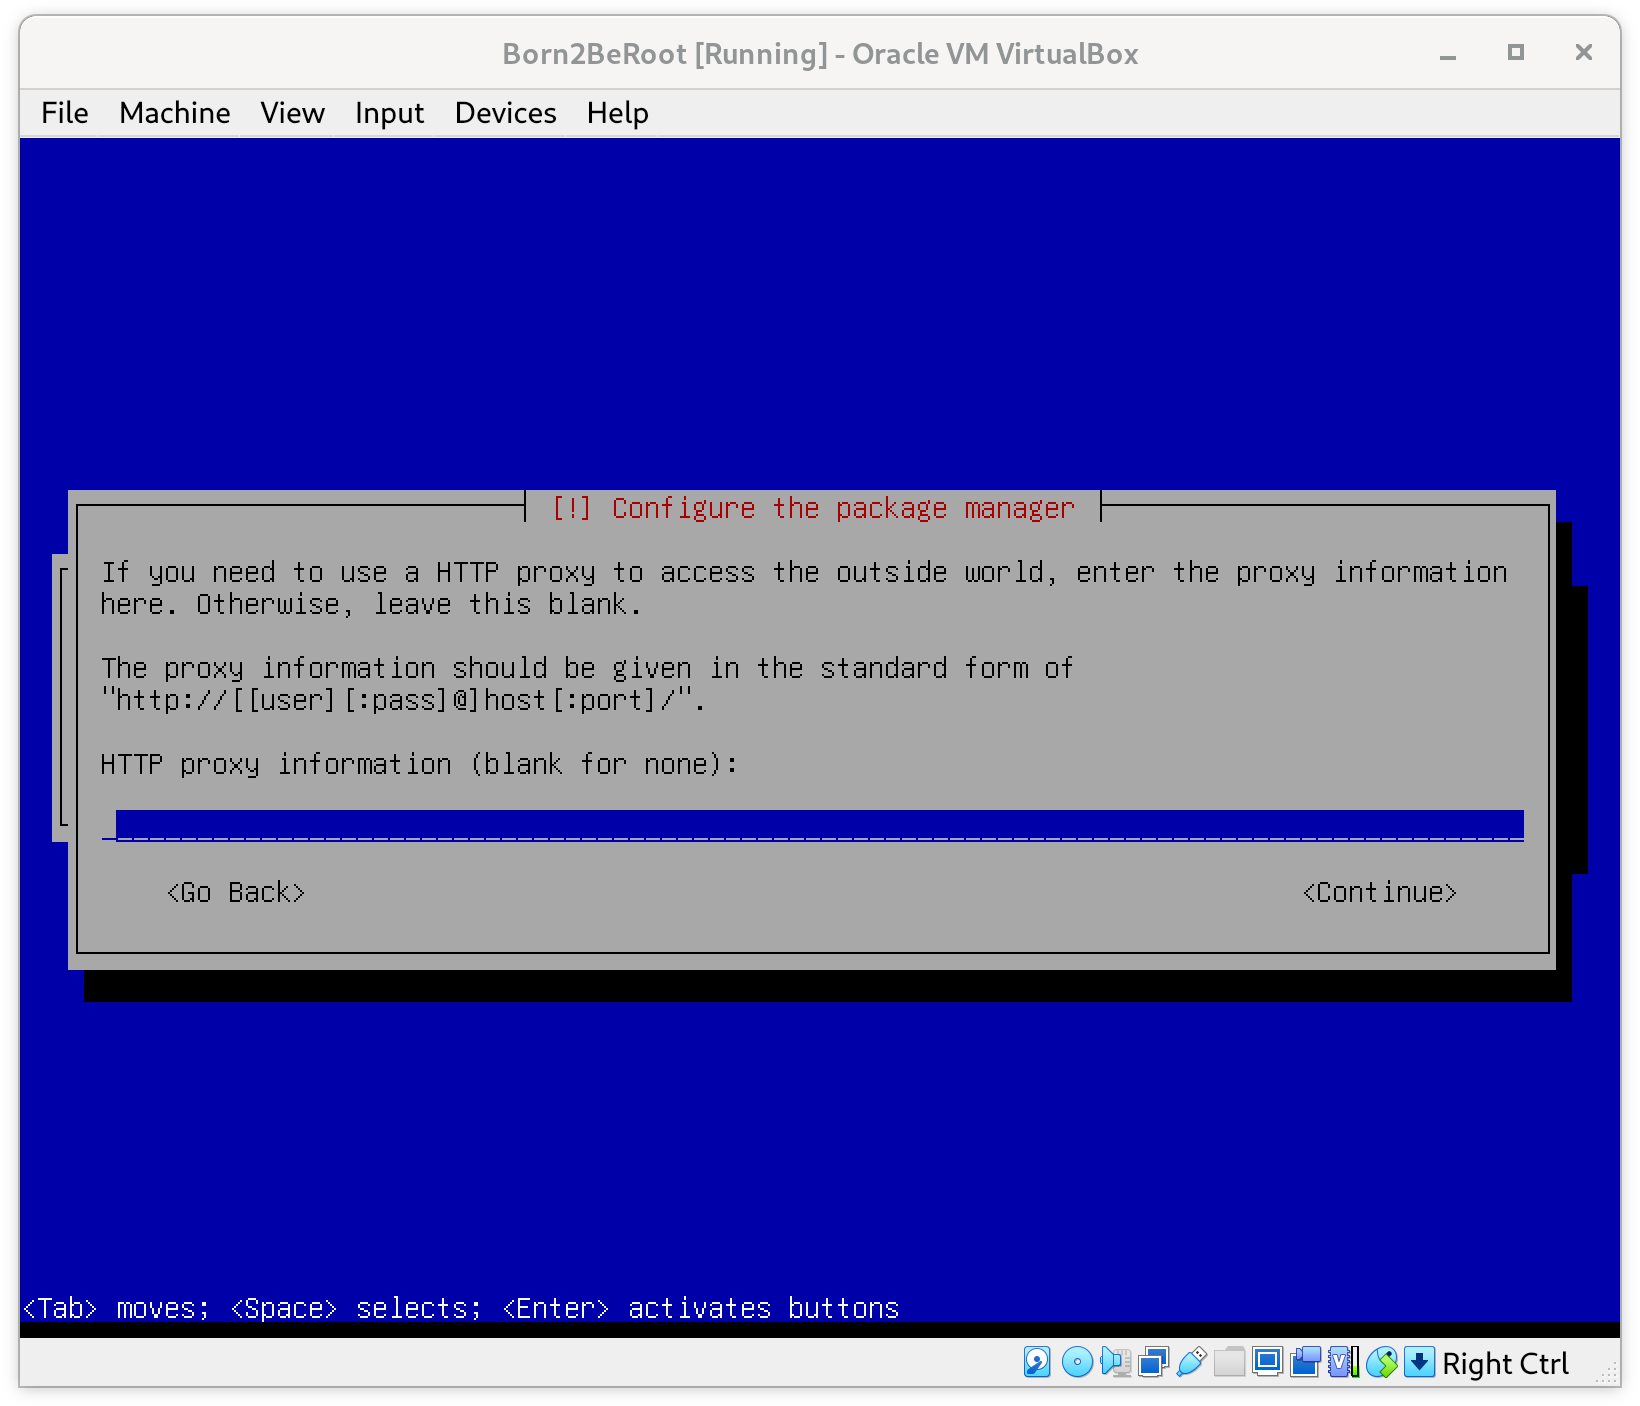 Born2BeRoot [Running] - Oracle VM VirtualBox
File Machine View Input Devices Help
[!] Configure the package manager
If you need to use a HTTP proxy to access the outside world, enter the proxy information
here. Otherwise, leave this blank.
The proxy information should be given in the standard form of
"http://[[user][:pass]@]host[:port]/".
HTTP proxy information (blank for none):
<Go Back> <Continue>
<Tab> moves; <Space> selects; <Enter> activates buttons
Right Ctrl